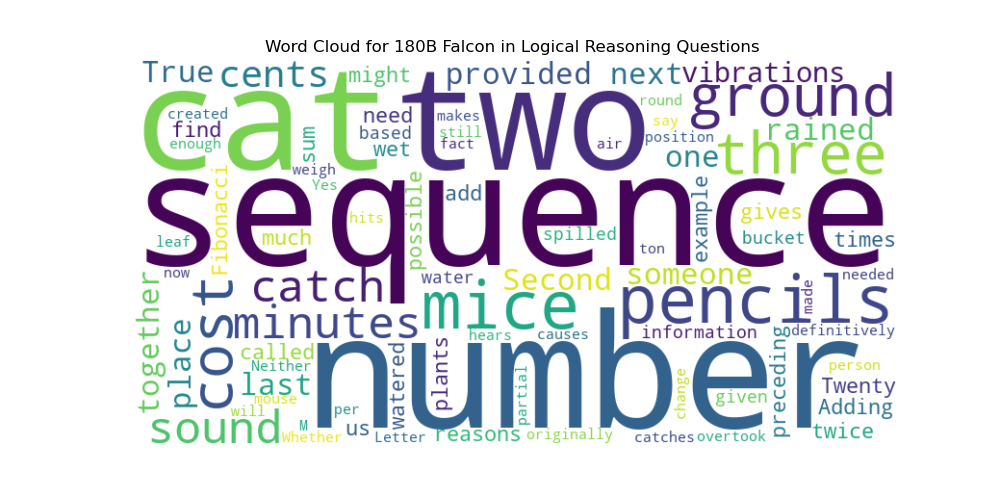 Word Cloud for 180B Falcon in Logical Reasoning Questions
True cents might provided next vibrations
cat two ground
created find enough sum need based wet makes still fact air round say position rained
one three
weigh Yes
sequence
Fibonacci possible add example gives
leaf much hits spilled ton bucket times
now catch water Second someone needed
together cost mice pencils made
place minutes hears causes information definitively
number
called Neither watered plants partial change preceding person
last mouse given Twenty
will per Adding
sound Whether M us Letter reasons originally catches overtook twice